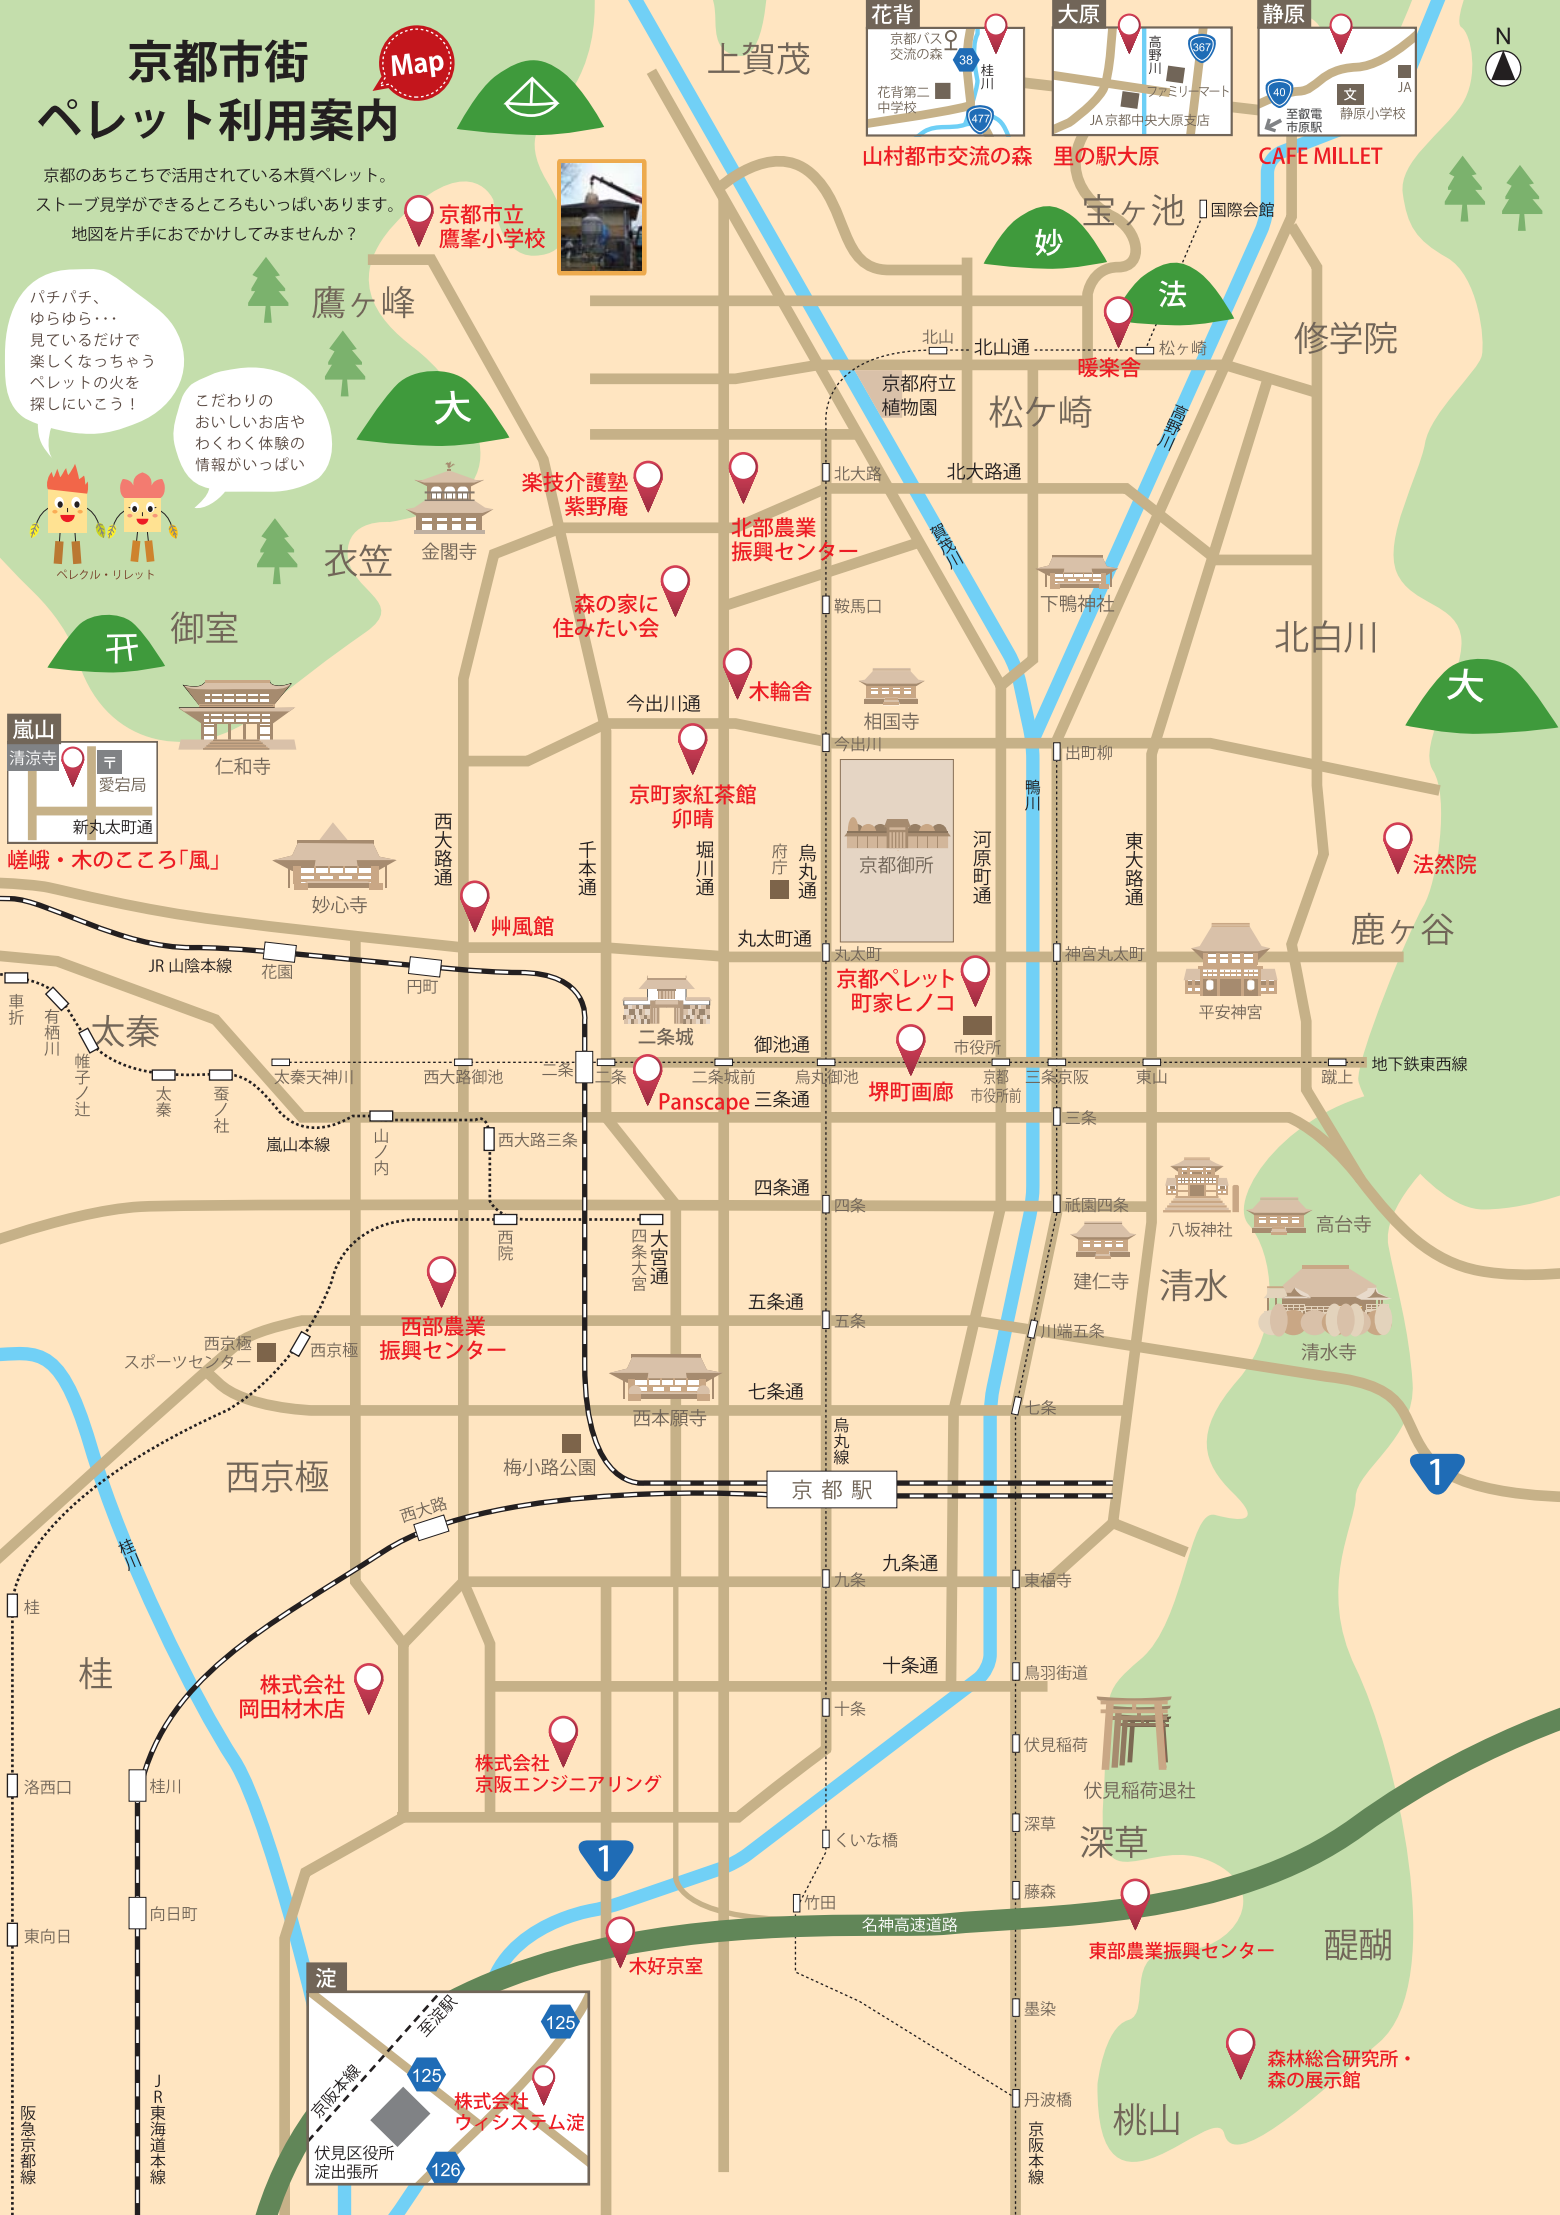 京都市街
ペレット利用案内
Map
京都のあちこちで活用されている木質ペレット。
ストーブ見学ができるところもいっぱいあります。
地図を片手におでかけしてみませんか？
パチパチ、
ゆらゆら･･･
見ているだけで
楽しくなっちゃう
ペレットの火を
探しにいこう！
こだわりの
おいしいお店や
わくわく体験の
情報がいっぱい
ペレクル・リレット
花背
京都バス
交流の森
38
桂川
花背第二
中学校
477
山村都市交流の森
大原
高野川
367
ファミリーマート
JA京都中央大原支店
里の駅大原
静原
40
文
JA
至叡電
市原駅
静原小学校
CAFE MILLET
N
上賀茂
京都市立
鷹峯小学校
鷹ヶ峰
宝ヶ池
国際会館
妙
法
北山
北山通
松ヶ崎
暖楽舎
修学院
京都府立
植物園
松ケ崎
高野川
大
金閣寺
楽技介護塾
紫野庵
北部農業
振興センター
北大路
北大路通
賀茂川
衣笠
御室
仁和寺
森の家に
住みたい会
鞍馬口
下鴨神社
北白川
大
木輪舎
今出川通
相国寺
今出川
出町柳
鴨川
嵐山
清涼寺
〒
愛宕局
新丸太町通
嵯峨・木のこころ「風」
京町家紅茶館
卯晴
西大路通
千本通
堀川通
府庁
烏丸通
京都御所
河原町通
東大路通
法然院
妙心寺
艸風館
鹿ヶ谷
丸太町通
丸太町
神宮丸太町
平安神宮
JR山陰本線
花園
円町
京都ペレット
町家ヒノコ
二条城
市役所
車折
有栖川
太秦
帷子ノ辻
太秦
蚕ノ社
御池通
太秦天神川
西大路御池
二条
二条
二条城前
烏丸御池
京都
市役所前
三条京阪
東山
蹴上
地下鉄東西線
Panscape
三条通
堺町画廊
三条
嵐山本線
山ノ内
西大路三条
四条通
四条
祇園四条
八坂神社
高台寺
西院
四条大宮
大宮通
建仁寺
清水
清水寺
西部農業
振興センター
五条通
五条
川端五条
西京極
スポーツセンター
西京極
西本願寺
七条通
七条
烏丸線
梅小路公園
西京極
京都駅
1
西大路
桂川
九条通
九条
東福寺
桂
桂
株式会社
岡田材木店
十条通
十条
鳥羽街道
株式会社
京阪エンジニアリング
伏見稲荷
伏見稲荷退社
洛西口
桂川
深草
深草
くいな橋
1
竹田
藤森
名神高速道路
向日町
東向日
木好京室
東部農業振興センター
醍醐
墨染
淀
至淀駅
京阪本線
125
125
126
株式会社
ウィシステム淀
伏見区役所
淀出張所
森林総合研究所・
森の展示館
丹波橋
桃山
京阪本線
阪急京都線
JR東海道本線